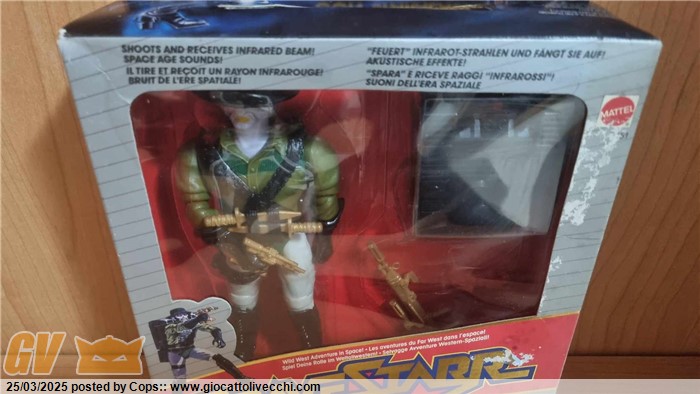 SHOOTS AND RECEIVES INFRARED BEAM!
SPACE AGE SOUNDS!
IL TIRE ET REÇOIT UN RAYON INFRAROUGE!
BRUIT DE L'ERE SPATIALE!
"FEUERT" INFRAROT-STRAHLEN UND FÄNGT SIE AUF!
AKUSTISCHE EFFEKTE!
"SPARA" E RICEVE RAGGI "INFRAROSSI"!
SUONI DELL'ERA SPAZIALE
MATTEL
Wild West Adventure in Space! • Les aventures du Far West dans l'espace!
Spiel Deine Rolle im Weltallwestern! • Selvagge Avventure Western-Spaziali!
STARR
GV
25/03/2025 posted by Cops:: www.giocattolivecchi.com